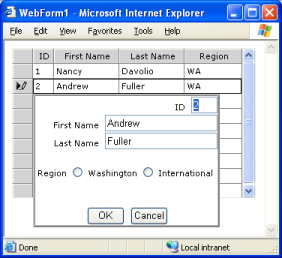 WebForm1 - Microsoft Internet Explorer
File Edit View Favorites Tools Help
ID First Name Last Name Region
1 Nancy Davolio WA
2 Andrew Fuller WA
ID 2
First Name Andrew
Last Name Fuller
Region Washington International
OK Cancel
Done Local intranet